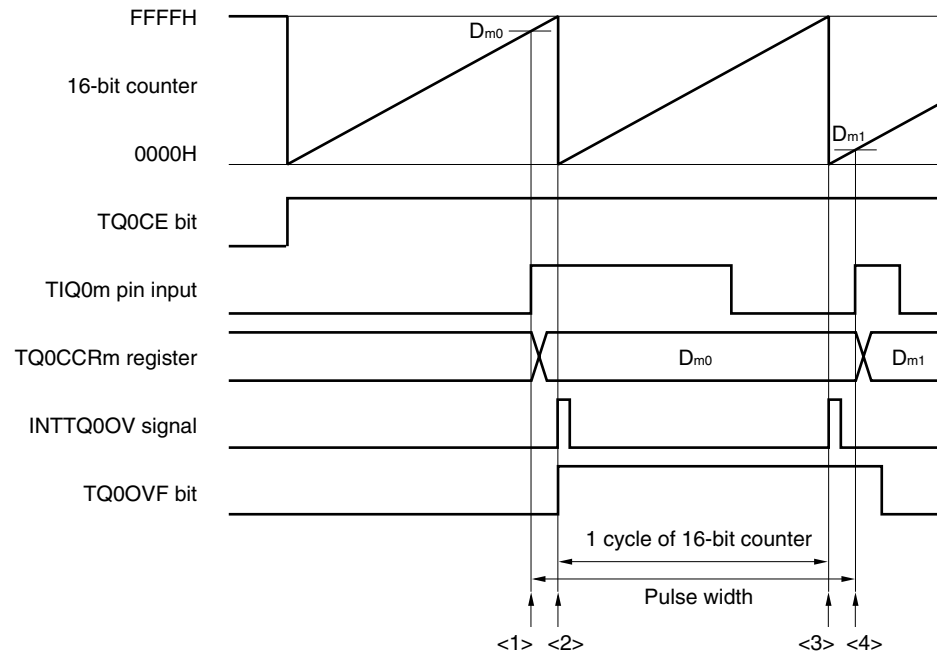 FFFFH
Dm0
16-bit counter
0000H
Dm1
TQ0CE bit
TIQ0m pin input
TQ0CCRm register
Dm0
Dm1
INTTQ0OV signal
TQ0OVF bit
1 cycle of 16-bit counter
Pulse width
<1> <2> <3> <4>